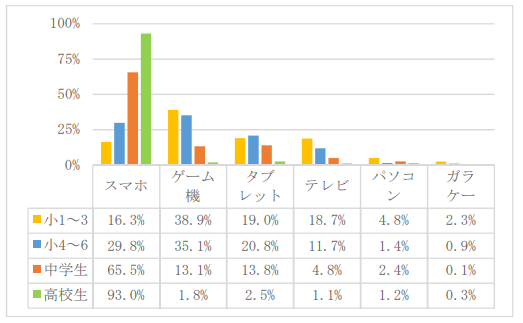 100%
75%
50%
25%
0%
スマホ ゲーム機 タブレット テレビ パソコン ガラケー
小1～3 16.3% 38.9% 19.0% 18.7% 4.8% 2.3%
小4～6 29.8% 35.1% 20.8% 11.7% 1.4% 0.9%
中学生 65.5% 13.1% 13.8% 4.8% 2.4% 0.1%
高校生 93.0% 1.8% 2.5% 1.1% 1.2% 0.3%